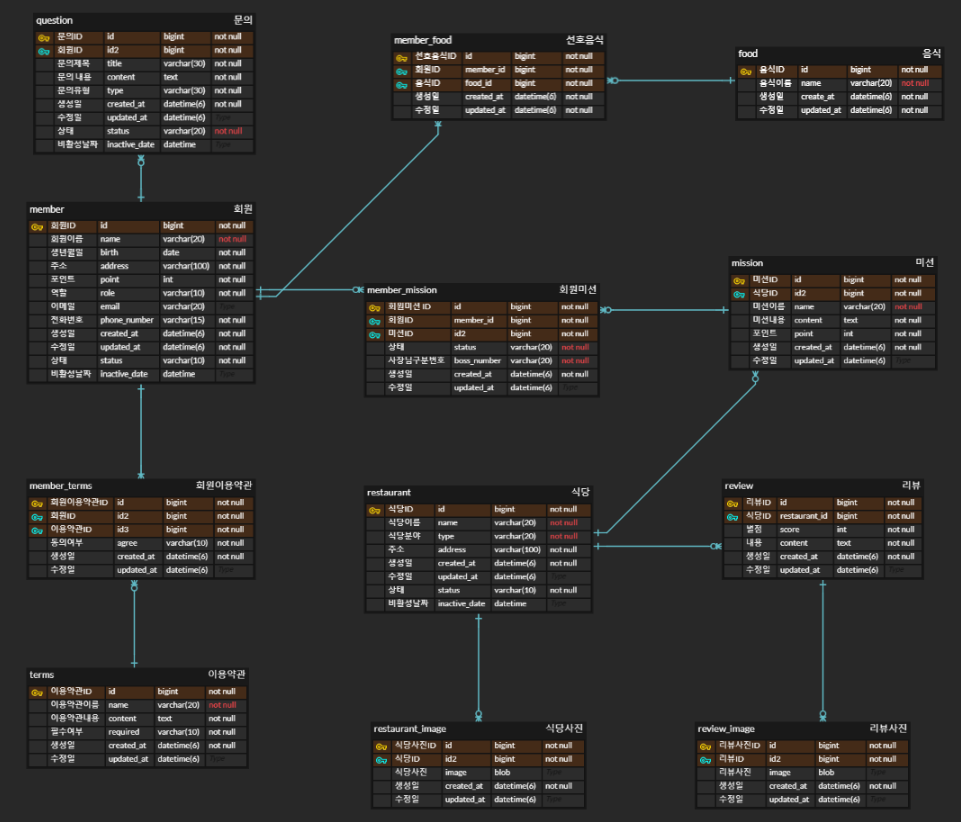 question 문의
문의ID id bigint not null
회원ID id2 bigint not null
문의제목 title varchar(30) not null
문의 내용 content text not null
문의유형 type varchar(30) not null
생성일 created_at datetime(6) not null
수정일 updated_at datetime(6) Type
상태 status varchar(20) not null
비활성날짜 inactive_date datetime Type
member_food 선호음식
선호음식ID id bigint not null
회원ID member_id bigint not null
음식ID food_id bigint not null
생성일 created_at datetime(6) not null
수정일 updated_at datetime(6) not null
food 음식
음식ID id bigint not null
음식이름 name varchar(20) not null
생성일 create_at datetime(6) not null
수정일 updated_at datetime(6) not null
member 회원
회원ID id bigint not null
회원이름 name varchar(20) not null
생년월일 birth date not null
주소 address varchar(100) not null
포인트 point int not null
역할 role varchar(10) not null
이메일 email varchar(20) Type
전화번호 phone_number varchar(15) not null
생성일 created_at datetime(6) not null
수정일 updated_at datetime(6) not null
상태 status varchar(10) not null
비활성날짜 inactive_date datetime Type
member_mission 회원미션
회원미션 ID id bigint not null
회원ID member_id bigint not null
미션ID id2 bigint not null
상태 status varchar(20) not null
사장님구분번호 boss_number varchar(20) not null
생성일 created_at datetime(6) not null
수정일 updated_at datetime(6) Type
mission 미션
미션ID id bigint not null
식당ID id2 bigint not null
미션이름 name varchar(20) not null
미션내용 content text not null
포인트 point int not null
생성일 created_at datetime(6) not null
수정일 updated_at datetime(6) Type
member_terms 회원이용약관
회원이용약관ID id bigint not null
회원ID id2 bigint not null
이용약관ID id3 bigint not null
동의여부 agree varchar(10) not null
생성일 created_at datetime(6) not null
수정일 updated_at datetime(6) Type
restaurant 식당
식당ID id bigint not null
식당이름 name varchar(20) not null
식당분야 type varchar(20) not null
주소 address varchar(100) not null
생성일 created_at datetime(6) not null
수정일 updated_at datetime(6) Type
상태 status varchar(10) not null
비활성날짜 inactive_date datetime Type
review 리뷰
리뷰ID id bigint not null
식당ID restaurant_id bigint not null
별점 score int not null
내용 content text not null
생성일 created_at datetime(6) not null
수정일 updated_at datetime(6) Type
terms 이용약관
이용약관ID id bigint not null
이용약관이름 name varchar(20) not null
이용약관내용 content text not null
필수여부 required varchar(10) not null
생성일 created_at datetime(6) not null
수정일 updated_at datetime(6) Type
restaurant_image 식당사진
식당사진ID id bigint not null
식당ID id2 bigint not null
식당사진 image blob Type
생성일 created_at datetime(6) not null
수정일 updated_at datetime(6) Type
review_image 리뷰사진
리뷰사진ID id bigint not null
리뷰ID id2 bigint not null
리뷰사진 image blob Type
생성일 created_at datetime(6) not null
수정일 updated_at datetime(6) Type